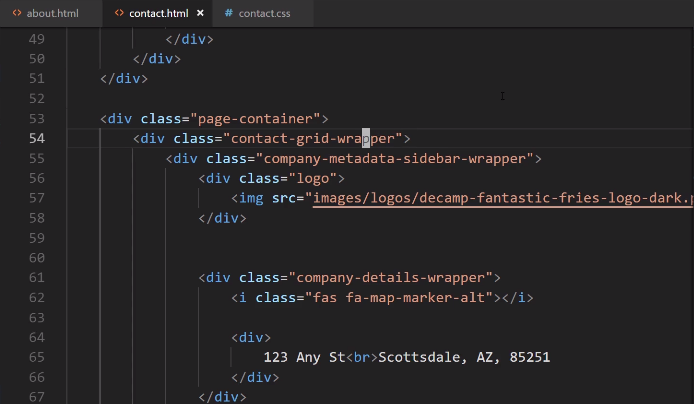 about.html contact.html contact.css
49 </div>
50 </div>
51 </div>
52
53 <div class="page-container">
54 <div class="contact-grid-wrapper">
55 <div class="company-metadata-sidebar-wrapper">
56 <div class="logo">
57 <img src="images/logos/decamp-fantastic-fries-logo-dark.p
58 </div>
59
60
61 <div class="company-details-wrapper">
62 <i class="fas fa-map-marker-alt"></i>
63
64 <div>
65 123 Any St<br>Scottsdale, AZ, 85251
66 </div>
67 </div>